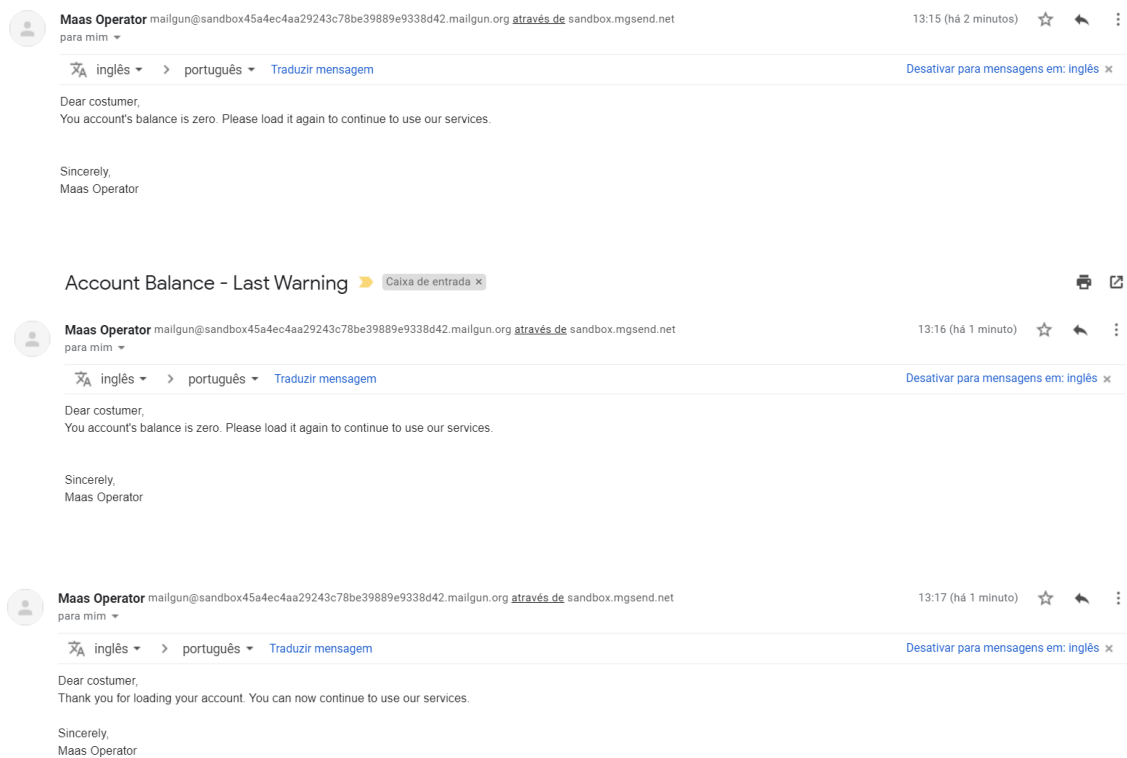 Maas Operator mailgun@sandbox45a4ec4aa29243c78be39889e9338d42.mailgun.org através de sandbox.mgsend.net 13:15 (há 2 minutos)
para mim
inglês > português Traduzir mensagem Desativar para mensagens em: inglês ×
Dear costumer,
You account's balance is zero. Please load it again to continue to use our services.
Sincerely,
Maas Operator
Account Balance - Last Warning Caixa de entrada ×
Maas Operator mailgun@sandbox45a4ec4aa29243c78be39889e9338d42.mailgun.org através de sandbox.mgsend.net 13:16 (há 1 minuto)
para mim
inglês > português Traduzir mensagem Desativar para mensagens em: inglês ×
Dear costumer,
You account's balance is zero. Please load it again to continue to use our services.
Sincerely,
Maas Operator
Maas Operator mailgun@sandbox45a4ec4aa29243c78be39889e9338d42.mailgun.org através de sandbox.mgsend.net 13:17 (há 1 minuto)
para mim
inglês > português Traduzir mensagem Desativar para mensagens em: inglês ×
Dear costumer,
Thank you for loading your account. You can now continue to use our services.
Sincerely,
Maas Operator